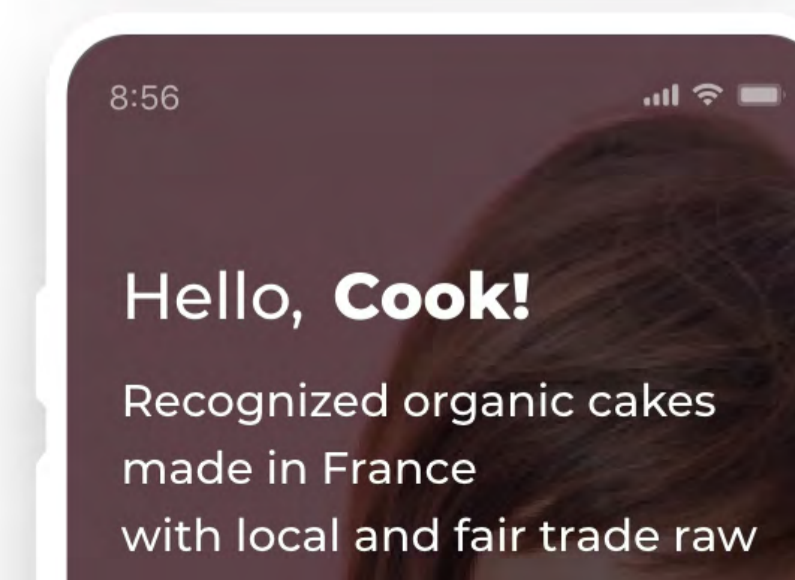 8:56
Hello, Cook!
Recognized organic cakes
made in France
with local and fair trade raw